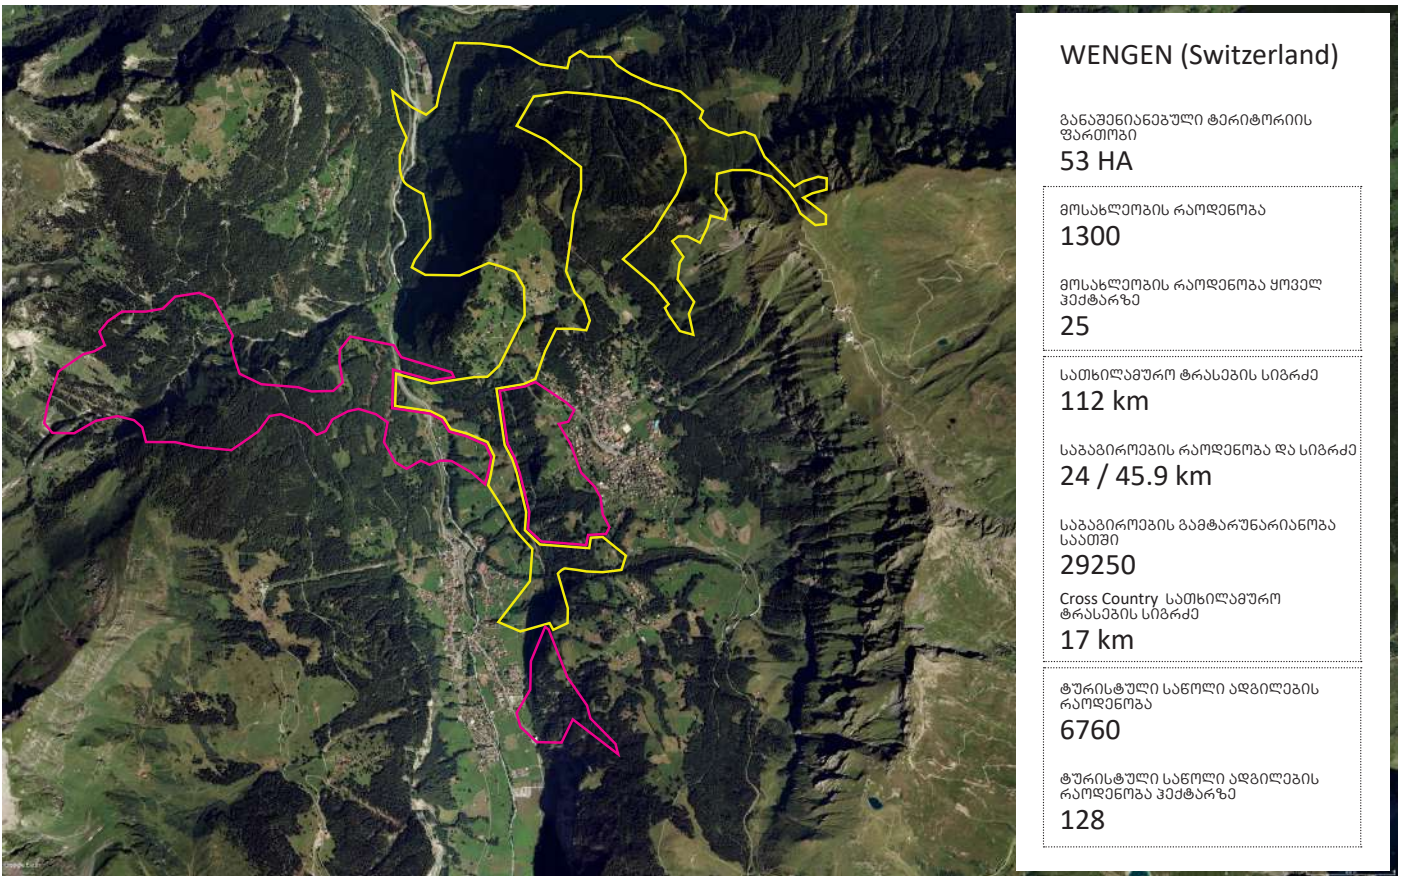 WENGEN (Switzerland)
განაშენიანებული ტერიტორიის
ფართობი
53 HA
მოსახლეობის რაოდენობა
1300
მოსახლეობის რაოდენობა ყოველ
ჰექტარზე
25
სათხილამურო ტრასების სიგრძე
112 km
საბაგიროების რაოდენობა და სიგრძე
24 / 45.9 km
საბაგიროების გამტარუნარიანობა
საათში
29250
Cross Country სათხილამურო
ტრასების სიგრძე
17 km
ტურისტული საწოლი ადგილების
რაოდენობა
6760
ტურისტული საწოლი ადგილების
რაოდენობა ჰექტარზე
128